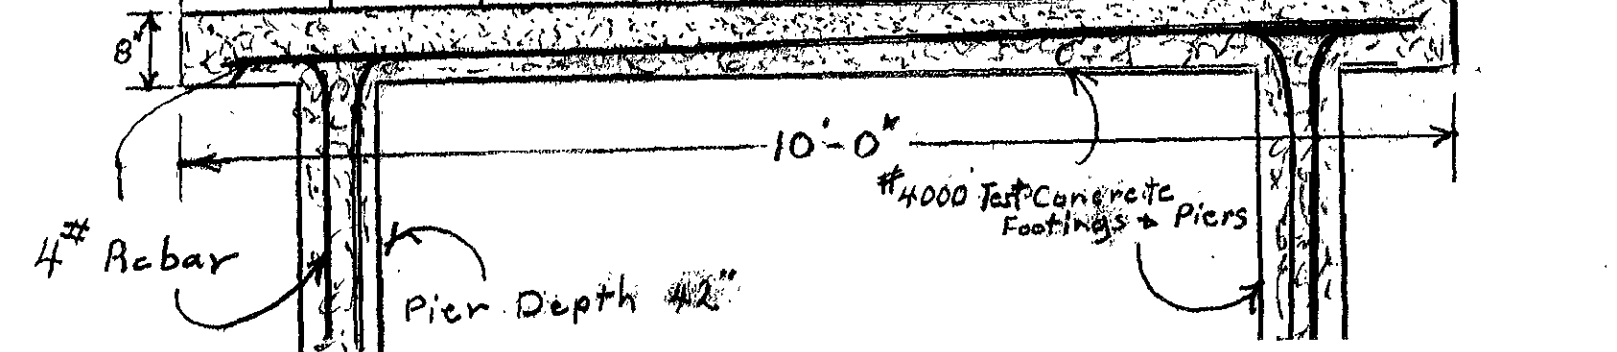 8"
10'-0"
#4000 Test Concrete
Footings & Piers
4# Rebar
Pier Depth 42"